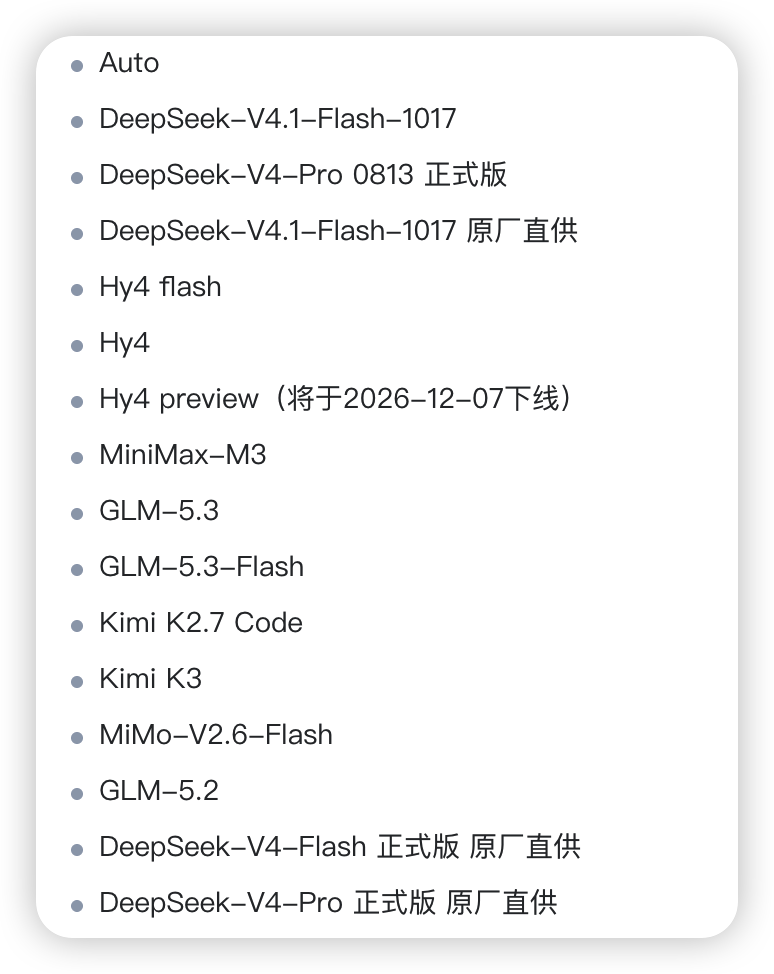 Auto
DeepSeek-V4.1-Flash-1017
DeepSeek-V4-Pro 0813 正式版
DeepSeek-V4.1-Flash-1017 原厂直供
Hy4 flash
Hy4
Hy4 preview（将于2026-12-07下线）
MiniMax-M3
GLM-5.3
GLM-5.3-Flash
Kimi K2.7 Code
Kimi K3
MiMo-V2.6-Flash
GLM-5.2
DeepSeek-V4-Flash 正式版 原厂直供
DeepSeek-V4-Pro 正式版 原厂直供